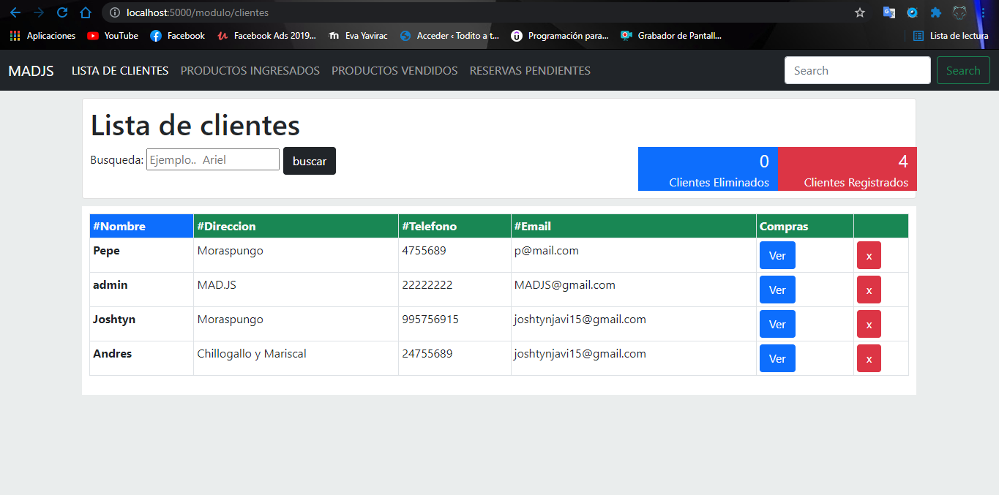 localhost:5000/modulo/clientes
Aplicaciones YouTube Facebook Facebook Ads 2019... Eva Yavirac Acceder ‹ Todito a t... Programación para... Grabador de Pantall... Lista de lectura
MADJS LISTA DE CLIENTES PRODUCTOS INGRESADOS PRODUCTOS VENDIDOS RESERVAS PENDIENTES Search Search
Lista de clientes
Busqueda: Ejemplo.. Ariel buscar
0
Clientes Eliminados
4
Clientes Registrados
#Nombre #Direccion #Telefono #Email Compras
Pepe Moraspungo 4755689 p@mail.com Ver x
admin MAD.JS 22222222 MADJS@gmail.com Ver x
Joshtyn Moraspungo 995756915 joshtynjavi15@gmail.com Ver x
Andres Chillogallo y Mariscal 24755689 joshtynjavi15@gmail.com Ver x